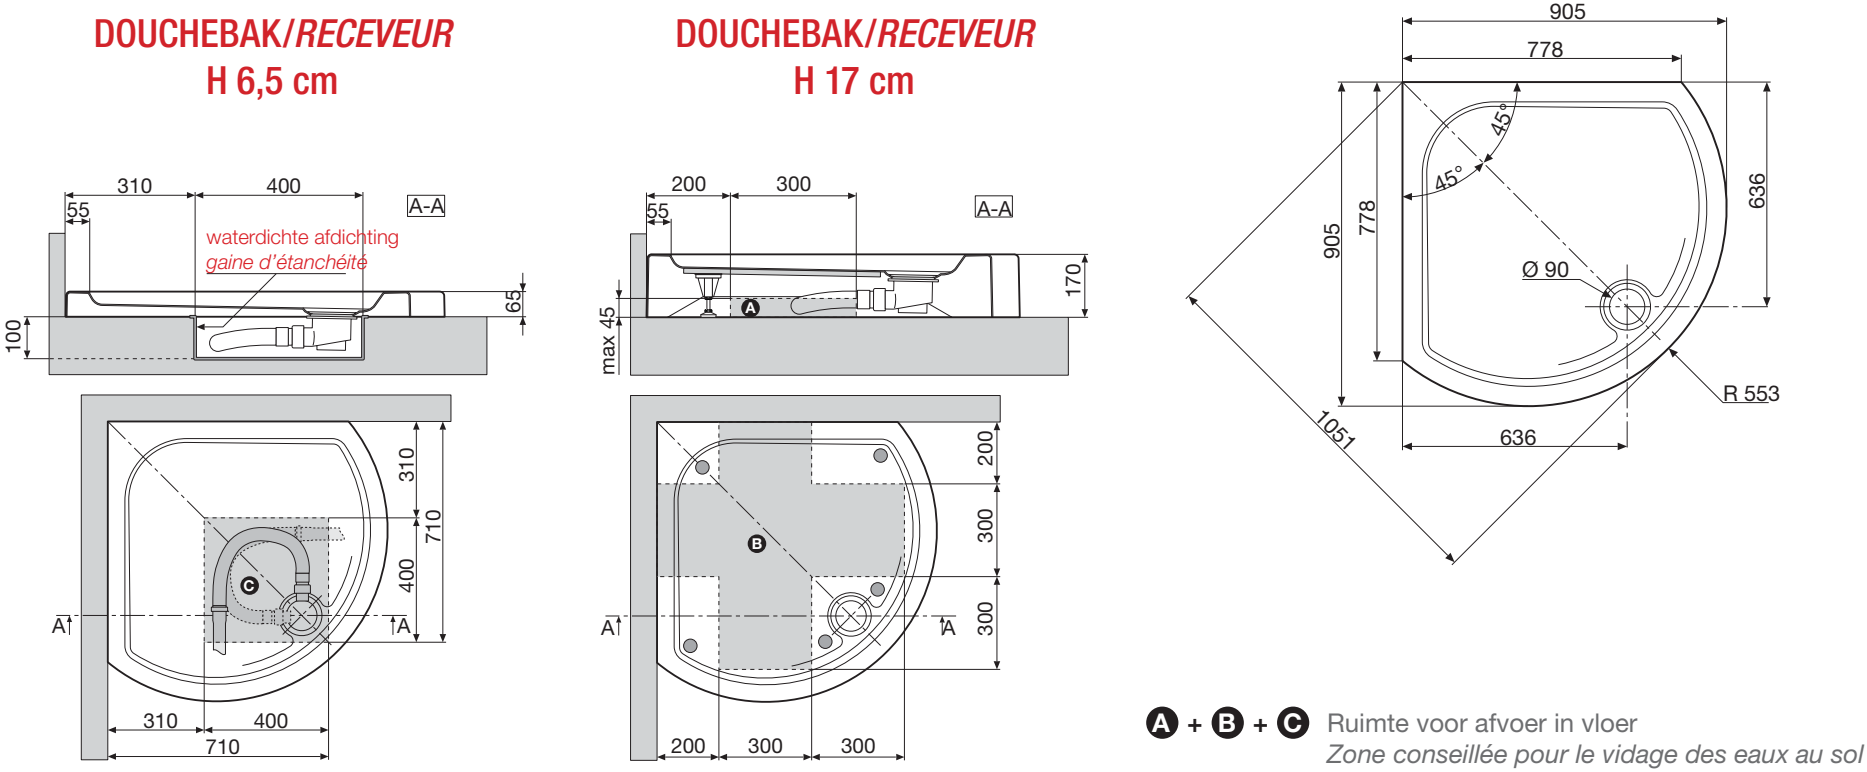 DOUCHEBAK/RECEVEUR
H 6,5 cm
310
400
A-A
55
waterdichte afdichting
gaine d'étanchéité
65
100
310
710
400
C
A
A
310
400
710
DOUCHEBAK/RECEVEUR
H 17 cm
200
300
A-A
55
170
A
max 45
200
300
B
300
A
A
200
300
300
905
778
45°
45°
905
778
636
Ø 90
R 553
1051
636
A + B + C Ruimte voor afvoer in vloer
Zone conseillée pour le vidage des eaux au sol